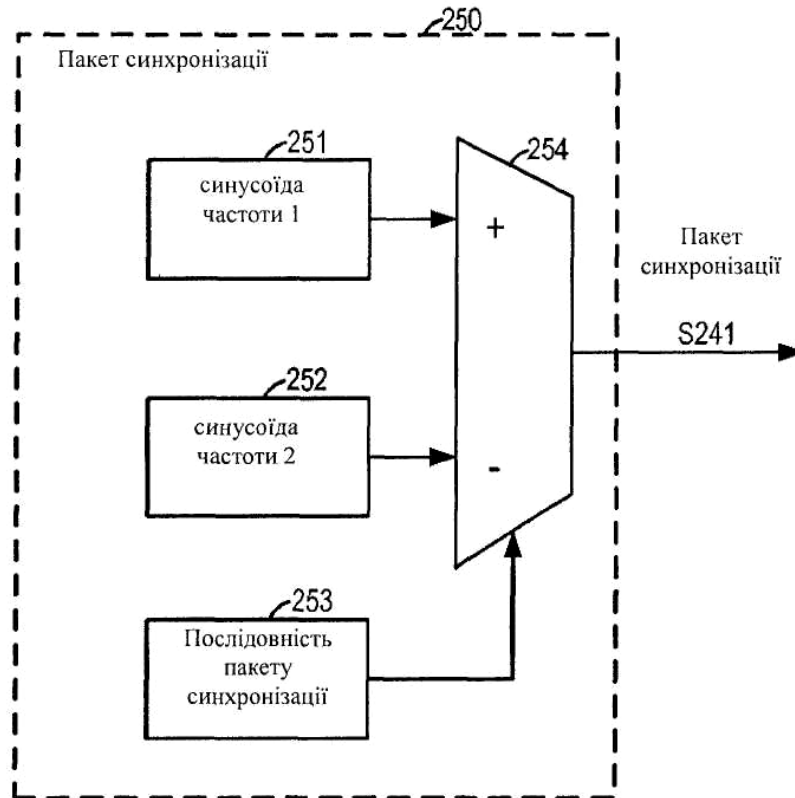 250
Пакет синхронізації
251
синусоїда
частоти 1
254
+
Пакет
синхронізації
S241
252
синусоїда
частоти 2
-
253
Послідовність
пакету
синхронізації